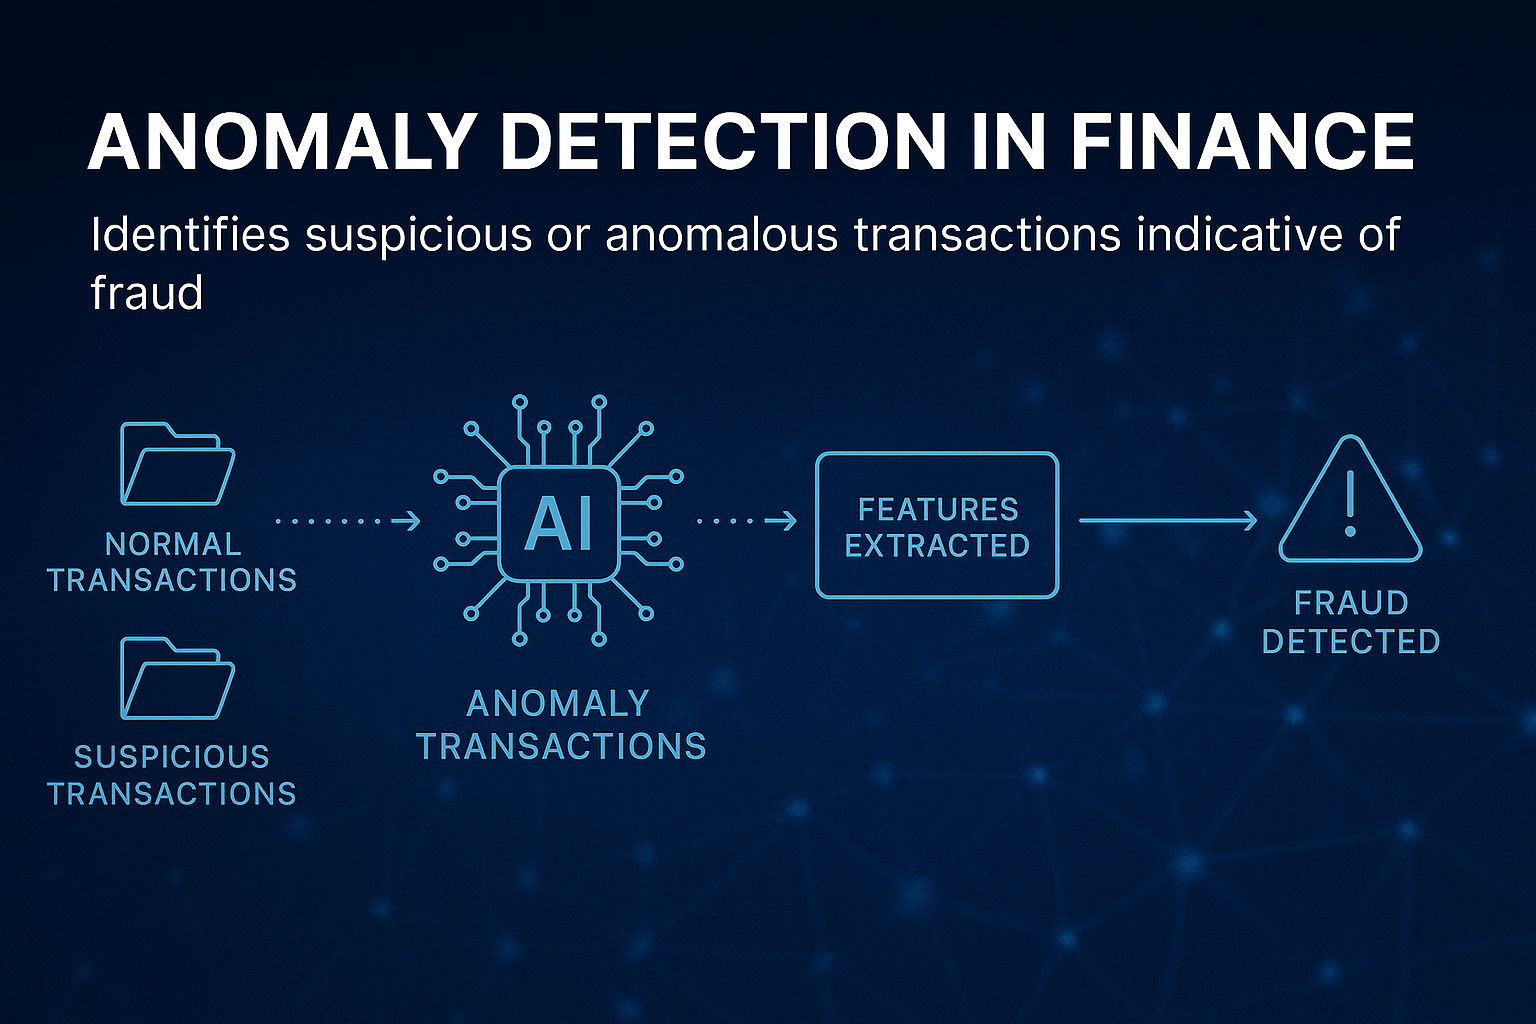 ANOMALY DETECTION IN FINANCE
Identifies suspicious or anomalous transactions indicative of
fraud
NORMAL
TRANSACTIONS
SUSPICIOUS
TRANSACTIONS
AI
ANOMALY
TRANSACTIONS
FEATURES
EXTRACTED
FRAUD
DETECTED